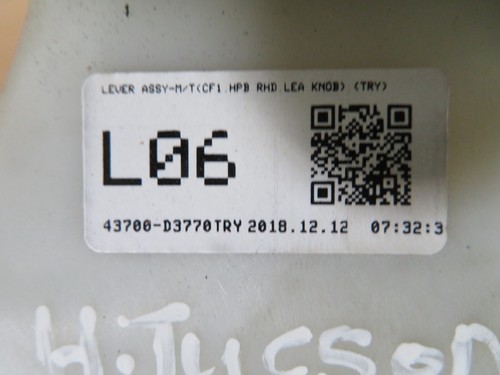 LEVER ASSY-M/T(CF1.HPB RHD.LEA KNOB) (TRY)
L06
43700-D3770TRY 2018.12.12 07:32:3
H.Tucson